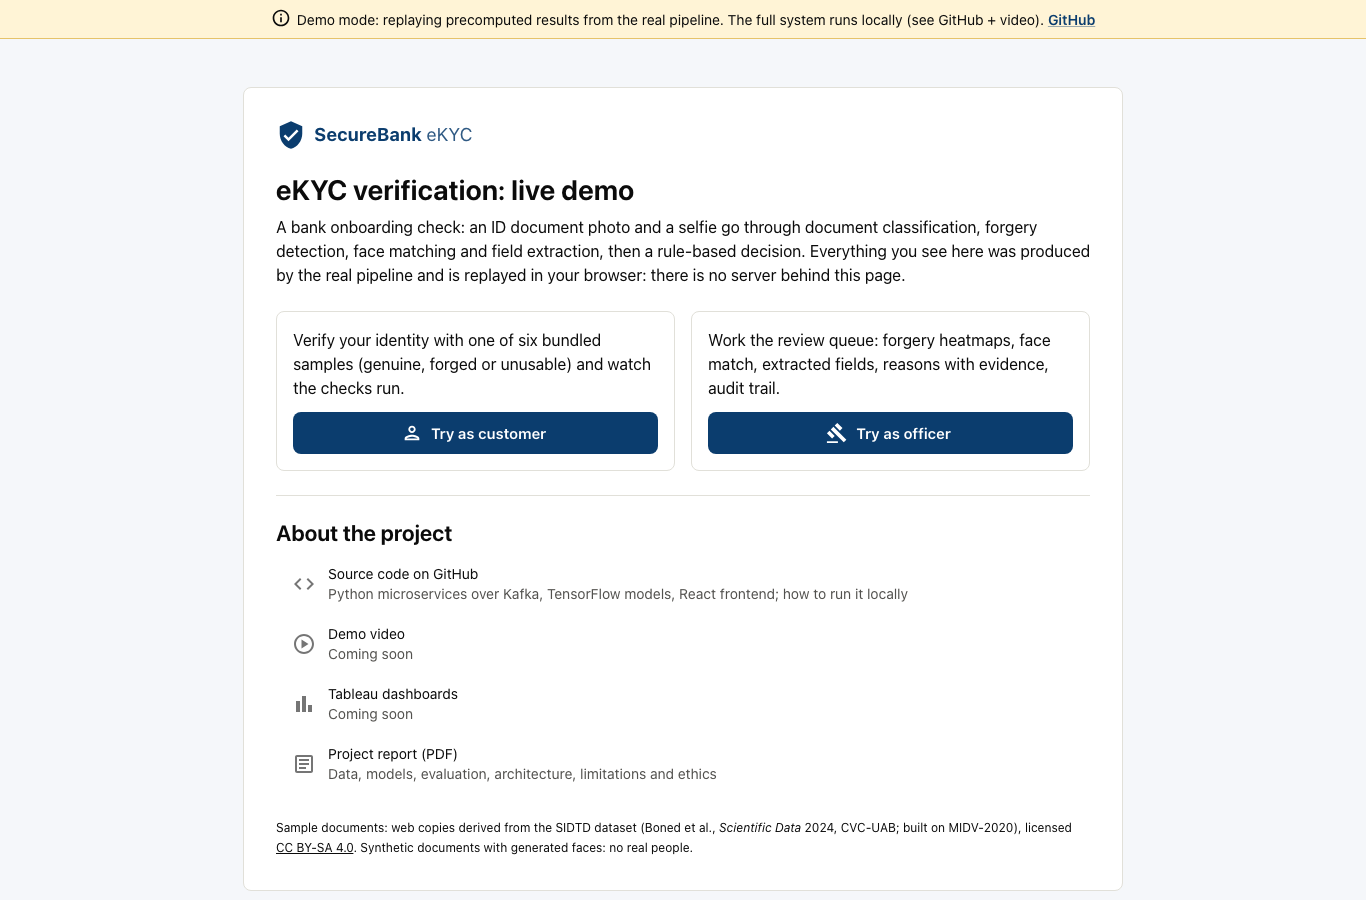 Demo mode: replaying precomputed results from the real pipeline. The full system runs locally (see GitHub + video). GitHub
SecureBank eKYC
eKYC verification: live demo
A bank onboarding check: an ID document photo and a selfie go through document classification, forgery
detection, face matching and field extraction, then a rule-based decision. Everything you see here was produced
by the real pipeline and is replayed in your browser: there is no server behind this page.
Verify your identity with one of six bundled
samples (genuine, forged or unusable) and watch
the checks run.
Try as customer
Work the review queue: forgery heatmaps, face
match, extracted fields, reasons with evidence,
audit trail.
Try as officer
About the project
Source code on GitHub
Python microservices over Kafka, TensorFlow models, React frontend; how to run it locally
Demo video
Coming soon
Tableau dashboards
Coming soon
Project report (PDF)
Data, models, evaluation, architecture, limitations and ethics
Sample documents: web copies derived from the SIDTD dataset (Boned et al., Scientific Data 2024, CVC-UAB; built on MIDV-2020), licensed
CC BY-SA 4.0. Synthetic documents with generated faces: no real people.